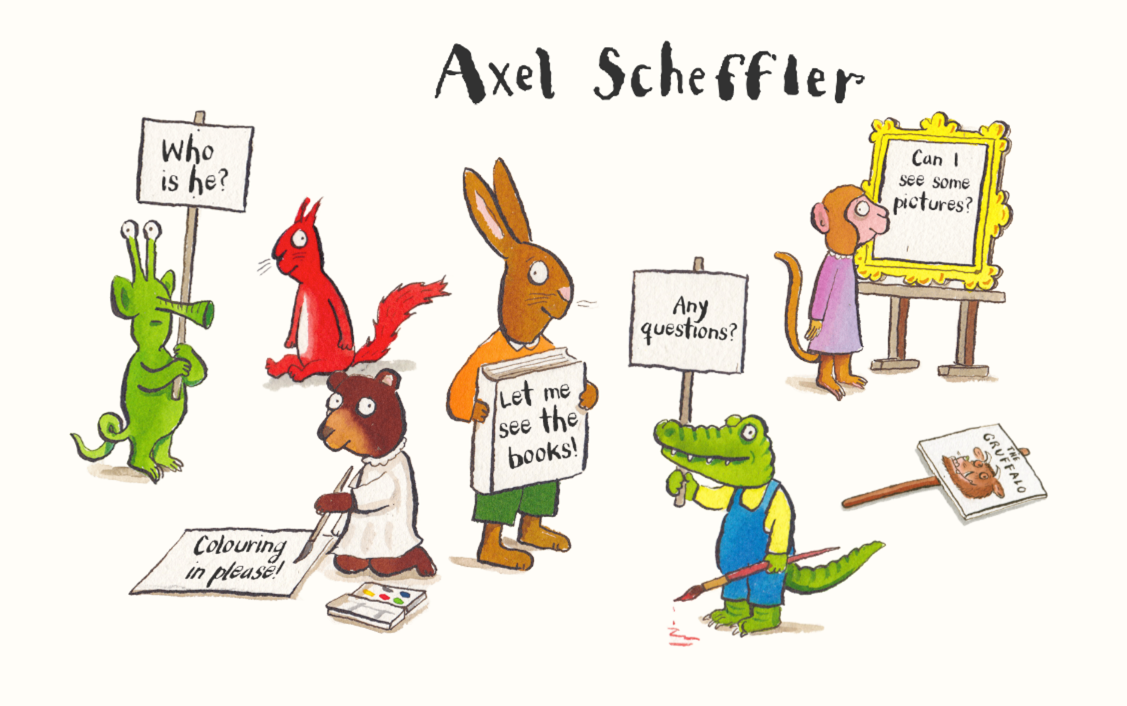 Axel Scheffler
Who
is he?
Can I
see some
pictures?
Any
questions?
Let me
see the
books!
THE
GRUFFALO
Colouring
in please!